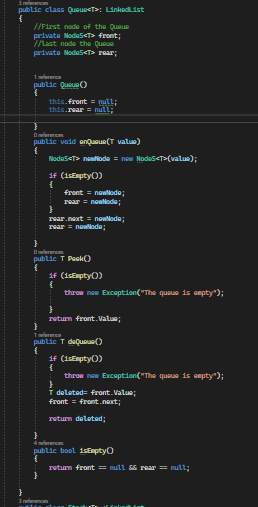 3 references
public class Queue<T>: LinkedList
{
//First node of the Queue
private NodeS<T> front;
//last node the Queue
private NodeS<T> rear;
1 reference
public Queue()
{
this.front = null;
this.rear = null;
}
0 references
public void enQueue(T value)
{
NodeS<T> newNode = new NodeS<T>(value);
if (isEmpty())
{
front = newNode;
rear = newNode;
}
rear.next = newNode;
rear = newNode;
}
0 references
public T Peek()
{
if (isEmpty())
{
throw new Exception("The queue is empty");
}
return front.Value;
}
1 reference
public T deQueue()
{
if (isEmpty())
{
throw new Exception("The queue is empty");
}
T deleted= front.Value;
front = front.next;
return deleted;
}
4 references
public bool isEmpty()
{
return front == null && rear == null;
}
}
3 references